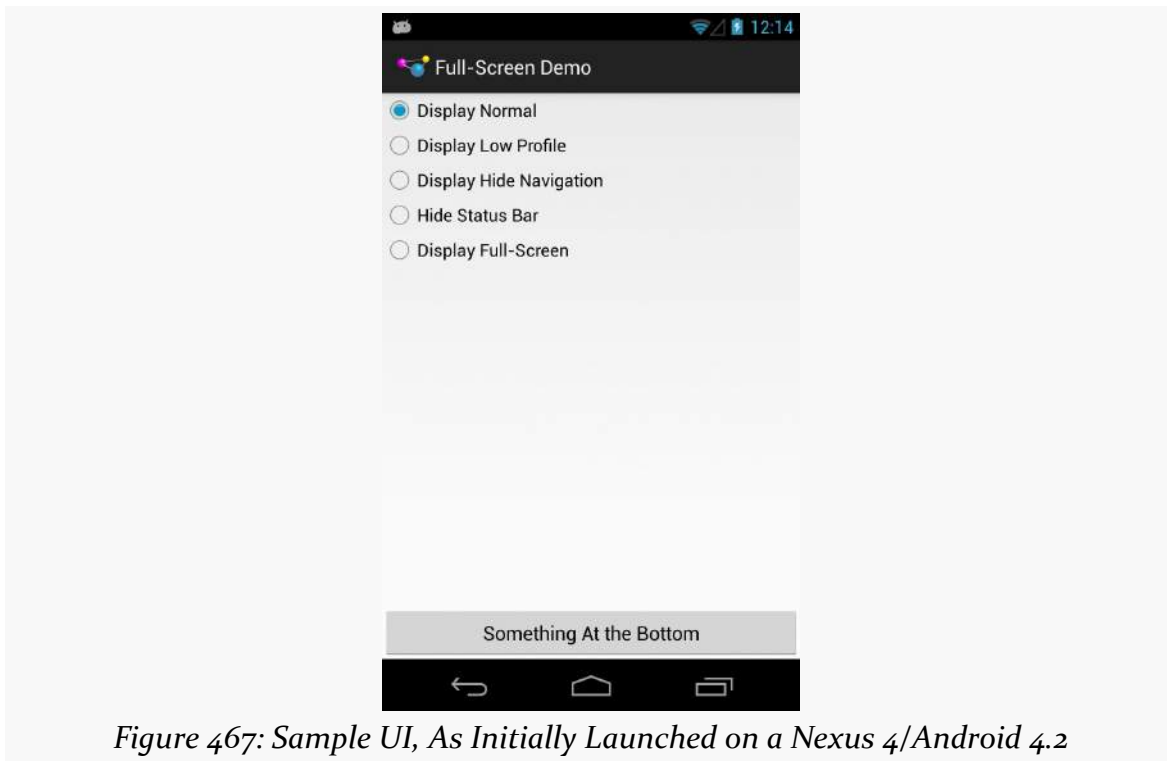 12:14
Full-Screen Demo
Display Normal
Display Low Profile
Display Hide Navigation
Hide Status Bar
Display Full-Screen
Something At the Bottom
Figure 467: Sample UI, As Initially Launched on a Nexus 4/Android 4.2